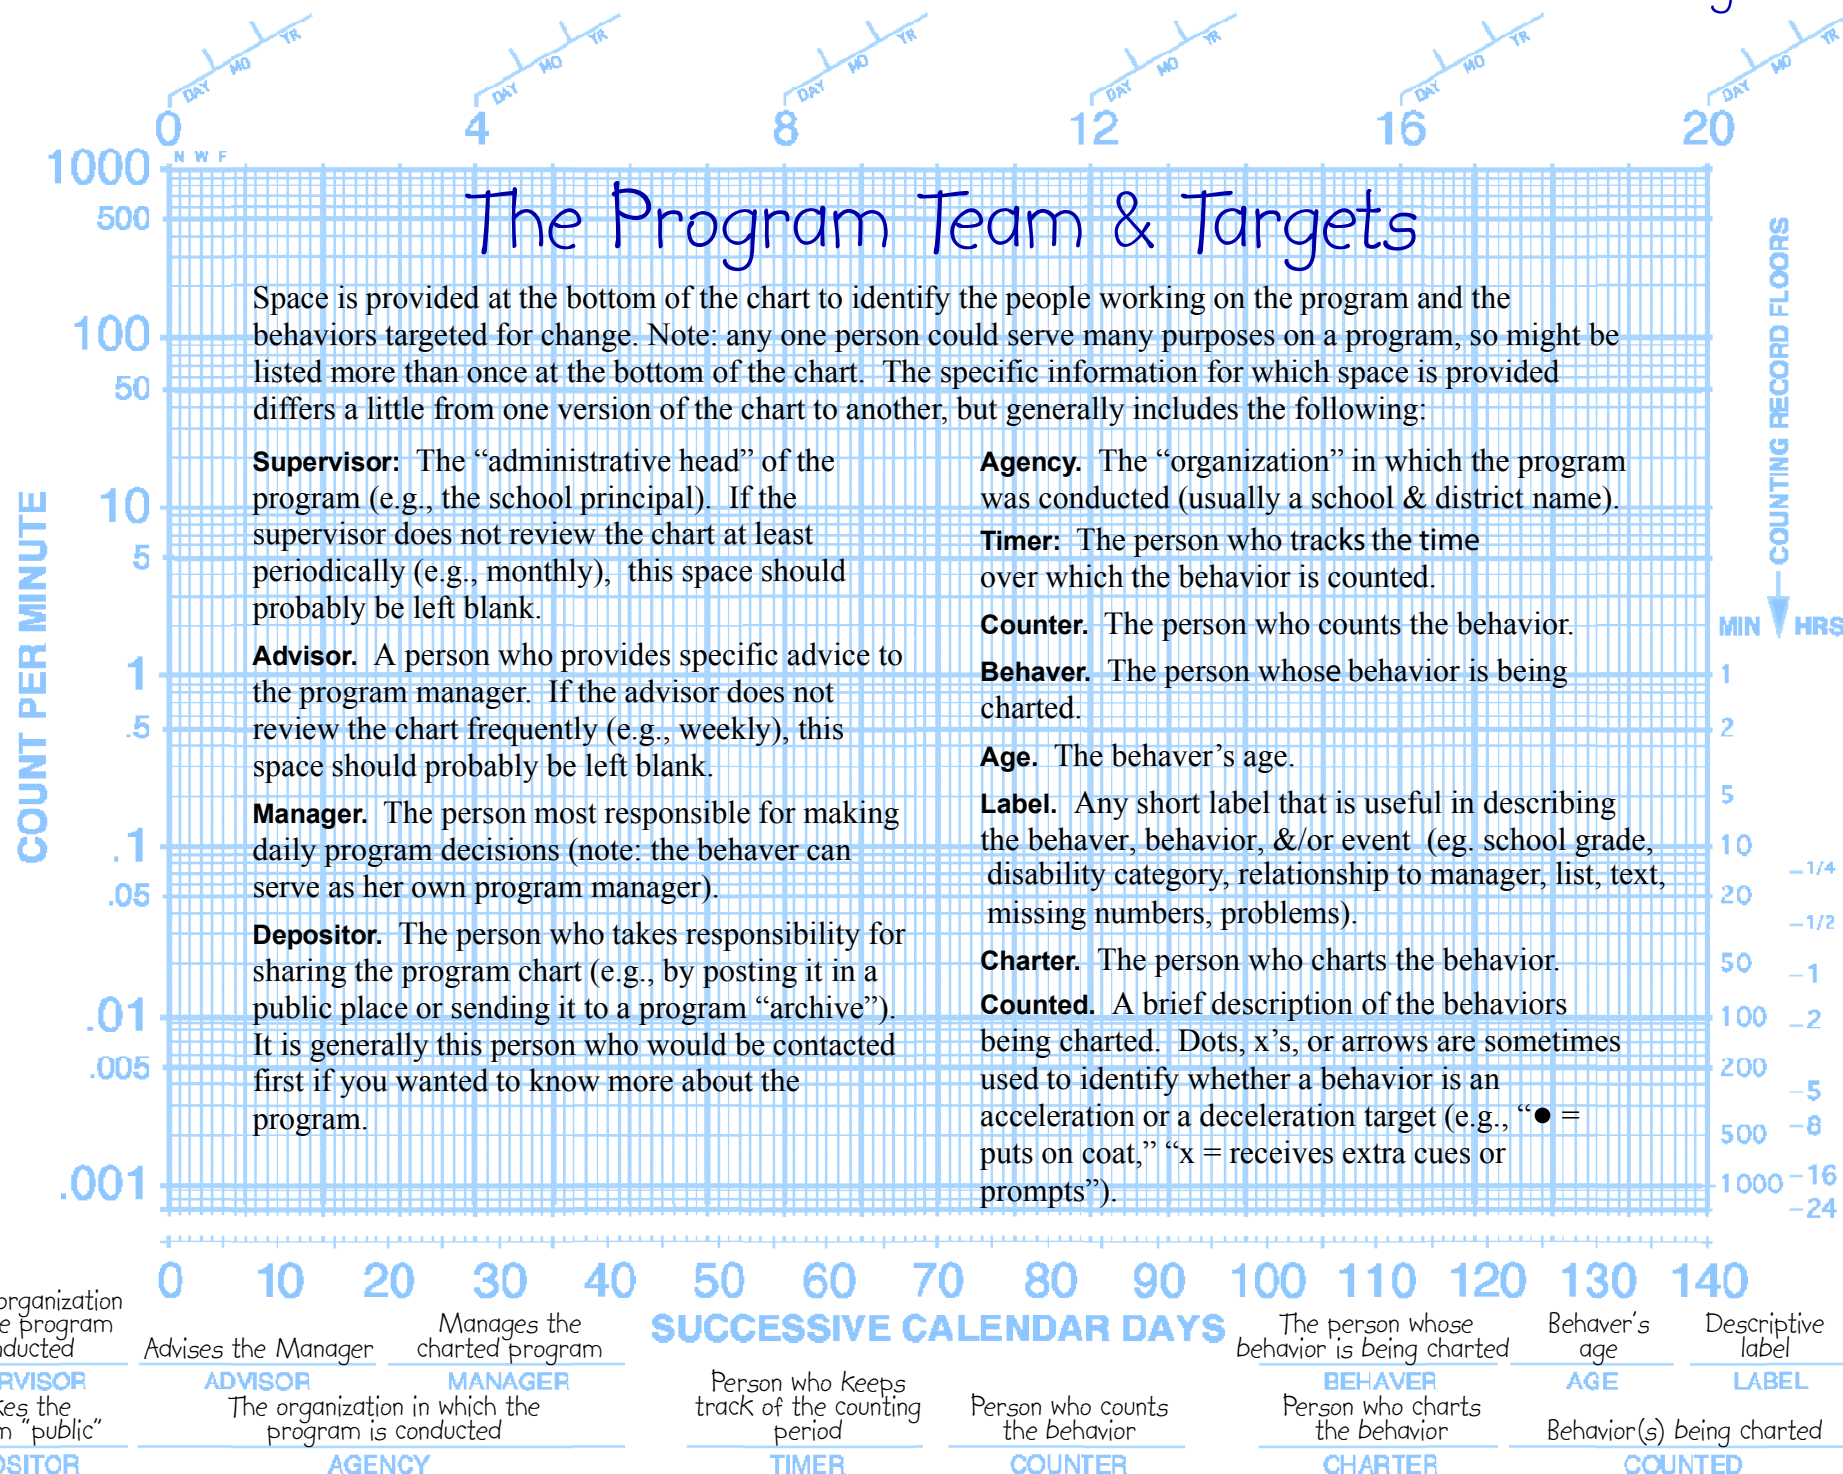 DAY MO YR DAY MO YR DAY MO YR DAY MO YR DAY MO YR DAY MO YR
0 4 8 12 16 20
N W F
1000
500
100
50
10
5
1
.5
.1
.05
.01
.005
.001
COUNT PER MINUTE
The Program Team & Targets
Space is provided at the bottom of the chart to identify the people working on the program and the
behaviors targeted for change. Note: any one person could serve many purposes on a program, so might be
listed more than once at the bottom of the chart. The specific information for which space is provided
differs a little from one version of the chart to another, but generally includes the following:
Supervisor: The “administrative head” of the
program (e.g., the school principal). If the
supervisor does not review the chart at least
periodically (e.g., monthly), this space should
probably be left blank.
Advisor. A person who provides specific advice to
the program manager. If the advisor does not
review the chart frequently (e.g., weekly), this
space should probably be left blank.
Manager. The person most responsible for making
daily program decisions (note: the behaver can
serve as her own program manager).
Depositor. The person who takes responsibility for
sharing the program chart (e.g., by posting it in a
public place or sending it to a program “archive”).
It is generally this person who would be contacted
first if you wanted to know more about the
program.
Agency. The “organization” in which the program
was conducted (usually a school & district name).
Timer: The person who tracks the time
over which the behavior is counted.
Counter. The person who counts the behavior.
Behaver. The person whose behavior is being
charted.
Age. The behaver’s age.
Label. Any short label that is useful in describing
the behaver, behavior, &/or event (eg. school grade,
disability category, relationship to manager, list, text,
missing numbers, problems).
Charter. The person who charts the behavior.
Counted. A brief description of the behaviors
being charted. Dots, x’s, or arrows are sometimes
used to identify whether a behavior is an
acceleration or a deceleration target (e.g., “● =
puts on coat,” “x = receives extra cues or
prompts”).
COUNTING RECORD FLOORS
MIN HRS
1
2
5
10
–1/4
20
–1/2
50
–1
100
–2
200
–5
–8
500
–16
1000
–24
0 10 20 30 40 50 60 70 80 90 100 110 120 130 140
SUCCESSIVE CALENDAR DAYS
organization
program
Advises the Manager
ADVISOR
Manages the
charted program
MANAGER
The person whose
behavior is being charted
BEHAVER
Behaver's
age
AGE
Descriptive
label
LABEL
the
"public"
The organization in which the
program is conducted
AGENCY
Person who keeps
track of the counting
period
TIMER
Person who counts
the behavior
COUNTER
Person who charts
the behavior
CHARTER
Behavior(s) being charted
COUNTED